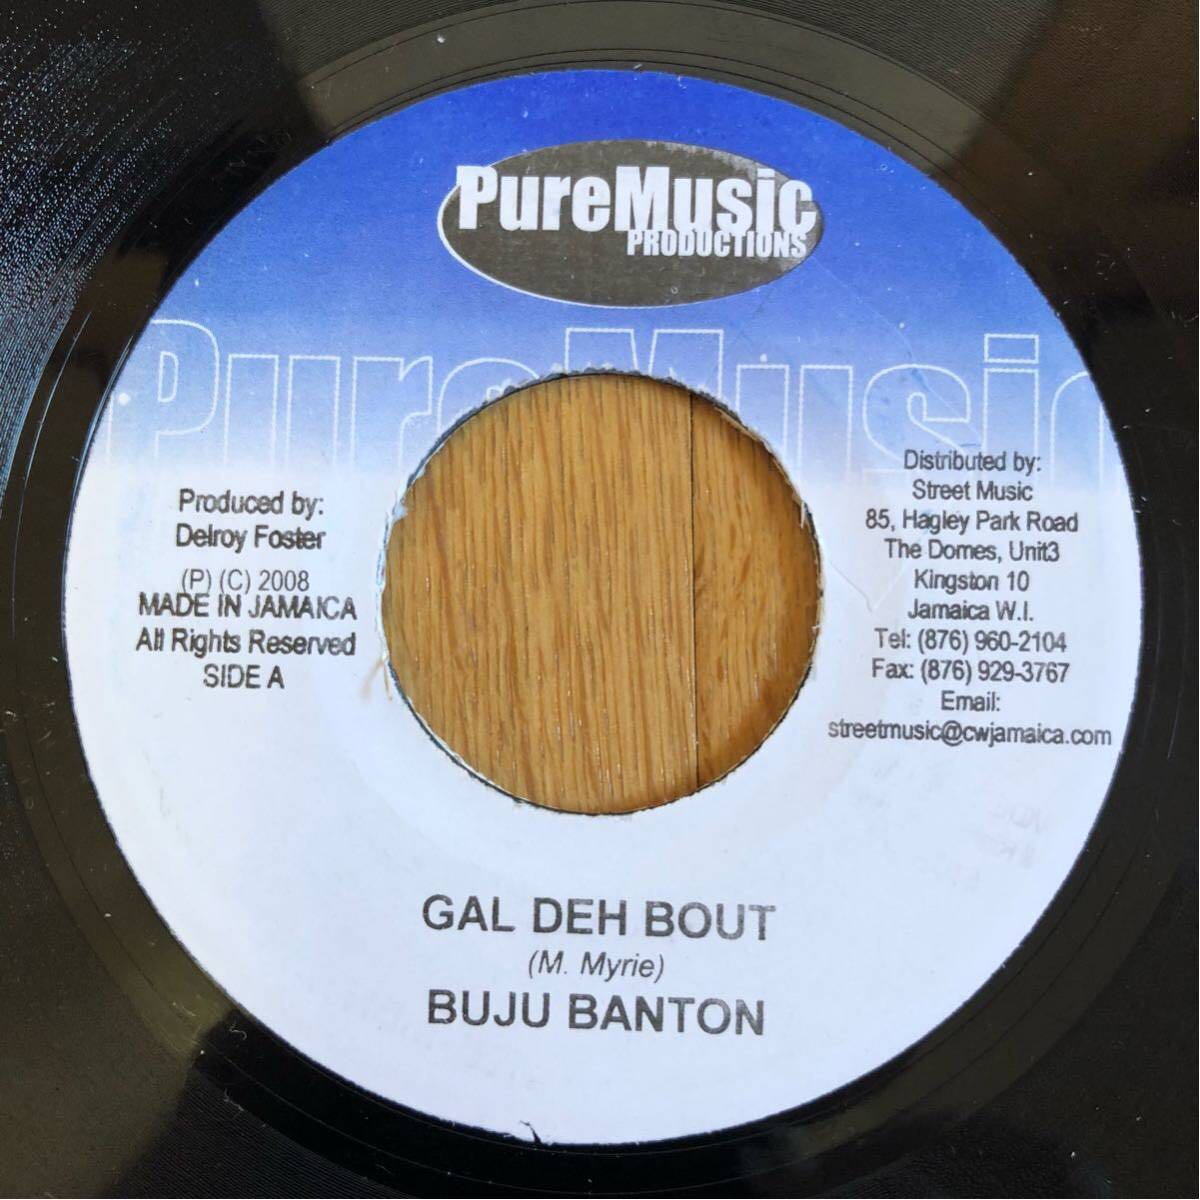 PureMusic
PRODUCTIONS
PureMusic
Produced by:
Delroy Foster
(P) (C) 2008
MADE IN JAMAICA
All Rights Reserved
SIDE A
Distributed by:
Street Music
85, Hagley Park Road
The Domes, Unit3
Kingston 10
Jamaica W.I.
Tel: (876) 960-2104
Fax: (876) 929-3767
Email:
streetmusic@cwjamaica.com
GAL DEH BOUT
(M. Myrie)
BUJU BANTON